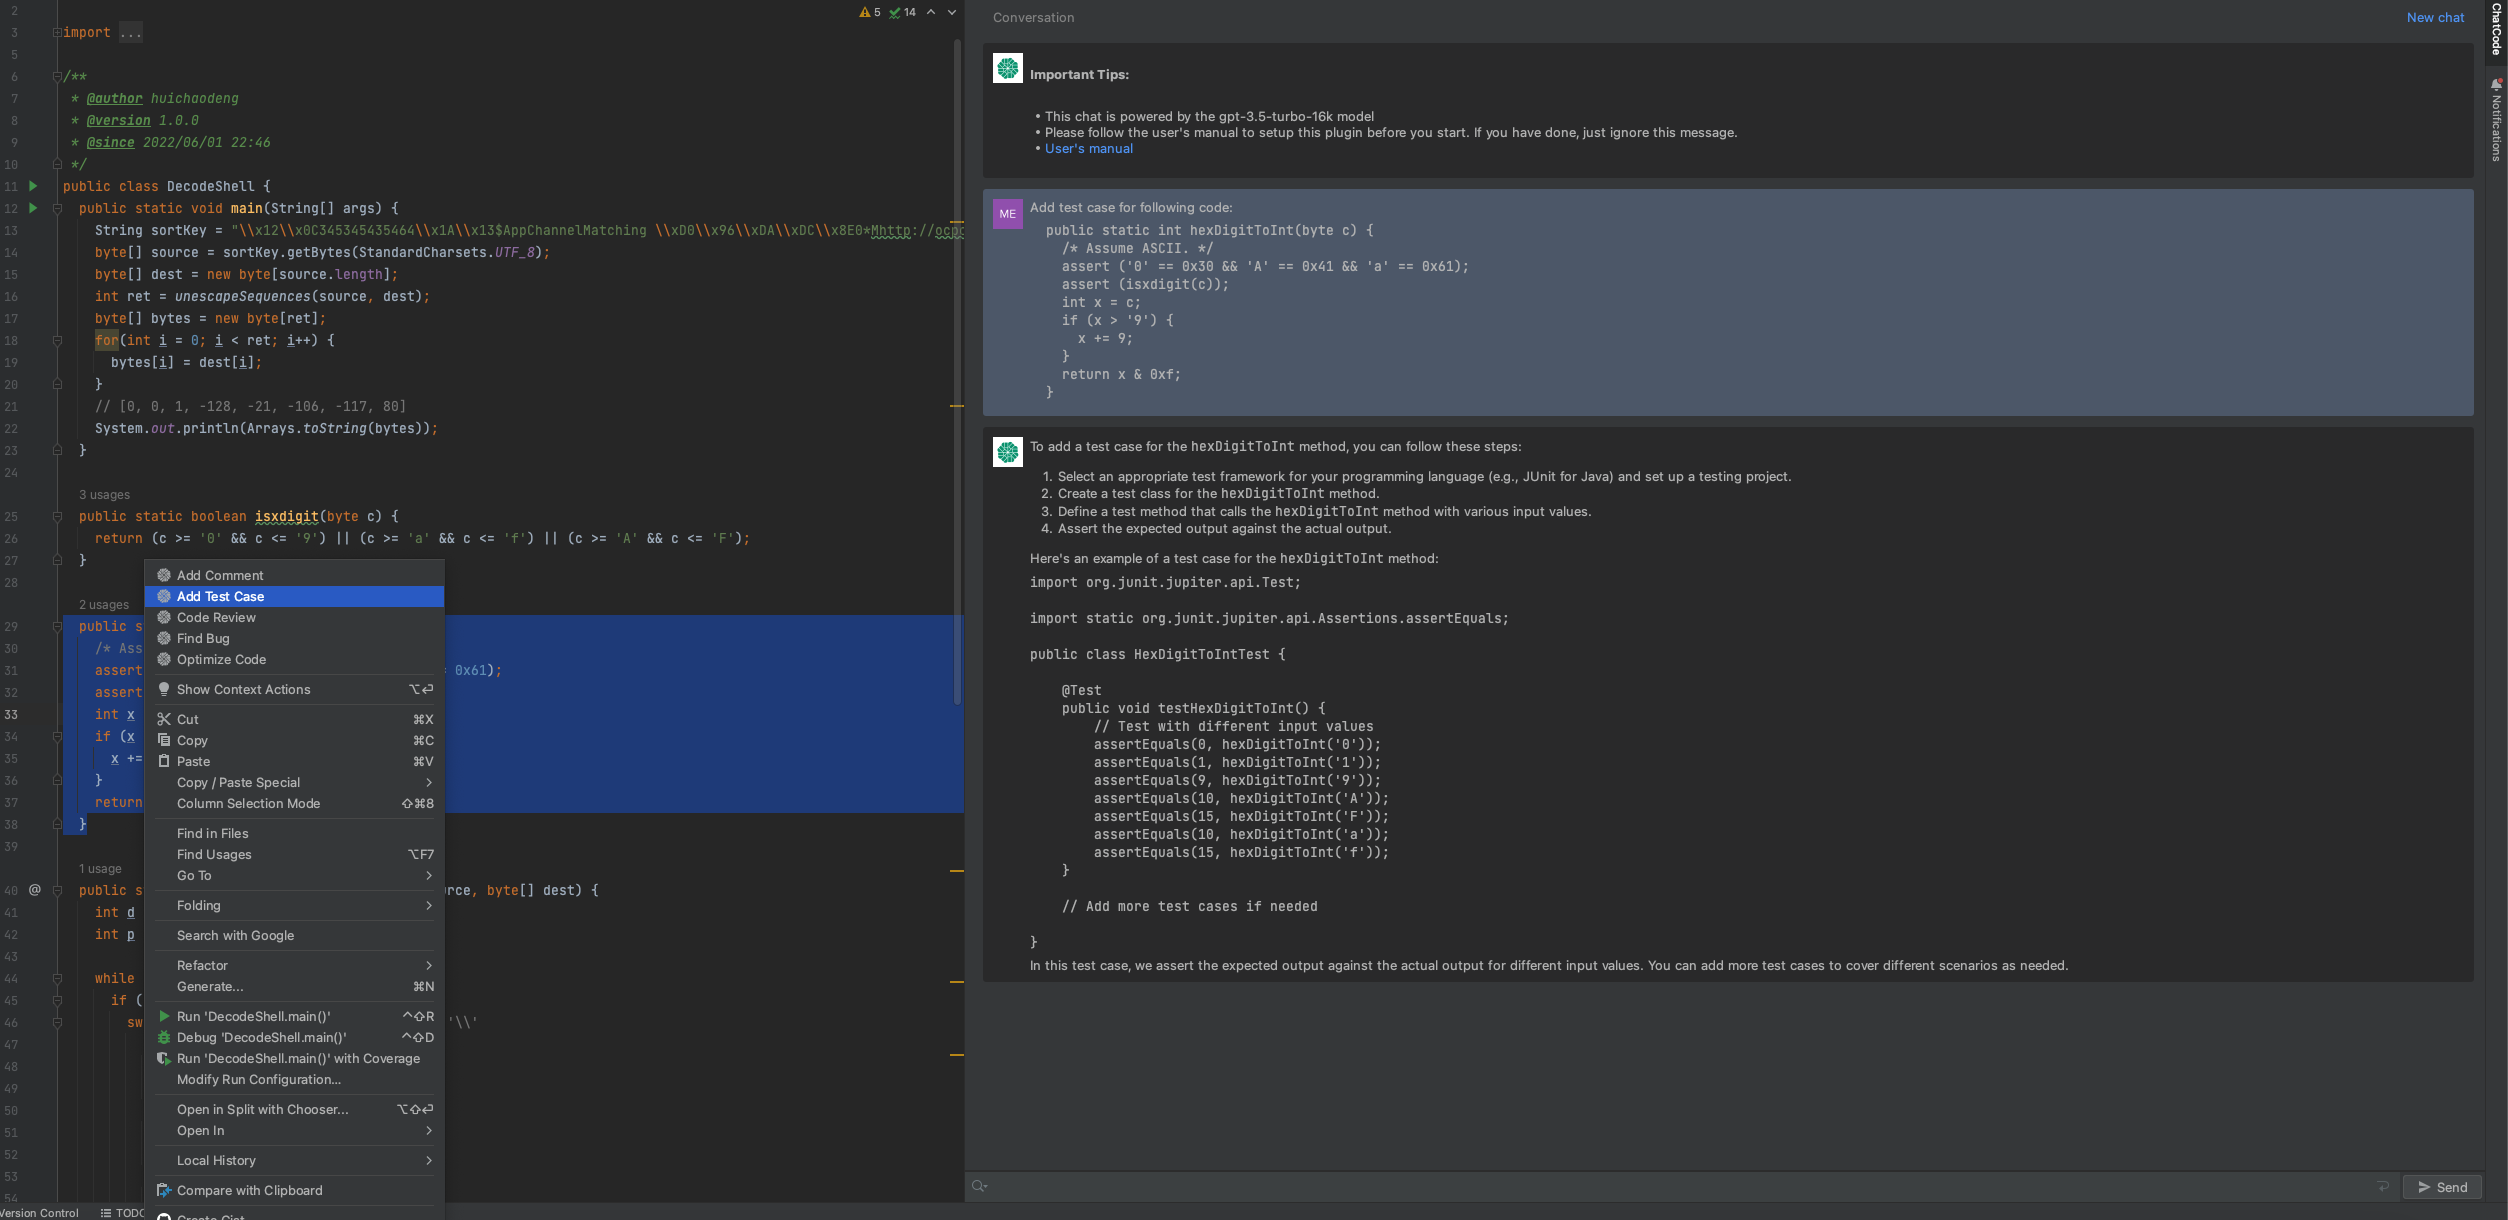 2
3 import ...
5
6 /**
7 * @author huichaodeng
8 * @version 1.0.0
9 * @since 2022/06/01 22:46
10 */
11 public class DecodeShell {
12 public static void main(String[] args) {
13 String sortKey = "\\x12\\x0C345345435464\\x1A\\x13$AppChannelMatching \\xD0\\x96\\xDA\\xDC\\x8E0*Mhttp://ocpc
14 byte[] source = sortKey.getBytes(StandardCharsets.UTF_8);
15 byte[] dest = new byte[source.length];
16 int ret = unescapeSequences(source, dest);
17 byte[] bytes = new byte[ret];
18 for(int i = 0; i < ret; i++) {
19 bytes[i] = dest[i];
20 }
21 // [0, 0, 1, -128, -21, -106, -117, 80]
22 System.out.println(Arrays.toString(bytes));
23 }
24
3 usages
25 public static boolean isxdigit(byte c) {
26 return (c >= '0' && c <= '9') || (c >= 'a' && c <= 'f') || (c >= 'A' && c <= 'F');
27 }
28
2 usages
29 public s
30 /* Ass
31 assert = 0x61);
32 assert
33 int x
34 if (x
35 x +=
36 }
37 return
38 }
39
1 usage
40 @ public s rce, byte[] dest) {
41 int d
42 int p
43
44 while
45 if (
46 sw '\\'
47
48
49
50
51
52
53
54
5 14
Add Comment
Add Test Case
Code Review
Find Bug
Optimize Code
Show Context Actions ⌥⏎
Cut ⌘X
Copy ⌘C
Paste ⌘V
Copy / Paste Special
Column Selection Mode ⇧⌘8
Find in Files
Find Usages ⌥F7
Go To
Folding
Search with Google
Refactor
Generate... ⌘N
Run 'DecodeShell.main()' ^⇧R
Debug 'DecodeShell.main()' ^⇧D
Run 'DecodeShell.main()' with Coverage
Modify Run Configuration...
Open in Split with Chooser... ⌥⇧⏎
Open In
Local History
Compare with Clipboard
Create Gist
Version Control TODO
Conversation New chat
Important Tips:
• This chat is powered by the gpt-3.5-turbo-16k model
• Please follow the user's manual to setup this plugin before you start. If you have done, just ignore this message.
• User's manual
ME
Add test case for following code:
public static int hexDigitToInt(byte c) {
/* Assume ASCII. */
assert ('0' == 0x30 && 'A' == 0x41 && 'a' == 0x61);
assert (isxdigit(c));
int x = c;
if (x > '9') {
x += 9;
}
return x & 0xf;
}
To add a test case for the hexDigitToInt method, you can follow these steps:
1. Select an appropriate test framework for your programming language (e.g., JUnit for Java) and set up a testing project.
2. Create a test class for the hexDigitToInt method.
3. Define a test method that calls the hexDigitToInt method with various input values.
4. Assert the expected output against the actual output.
Here's an example of a test case for the hexDigitToInt method:
import org.junit.jupiter.api.Test;
import static org.junit.jupiter.api.Assertions.assertEquals;
public class HexDigitToIntTest {
@Test
public void testHexDigitToInt() {
// Test with different input values
assertEquals(0, hexDigitToInt('0'));
assertEquals(1, hexDigitToInt('1'));
assertEquals(9, hexDigitToInt('9'));
assertEquals(10, hexDigitToInt('A'));
assertEquals(15, hexDigitToInt('F'));
assertEquals(10, hexDigitToInt('a'));
assertEquals(15, hexDigitToInt('f'));
}
// Add more test cases if needed
}
In this test case, we assert the expected output against the actual output for different input values. You can add more test cases to cover different scenarios as needed.
Send
ChatCode
Notifications